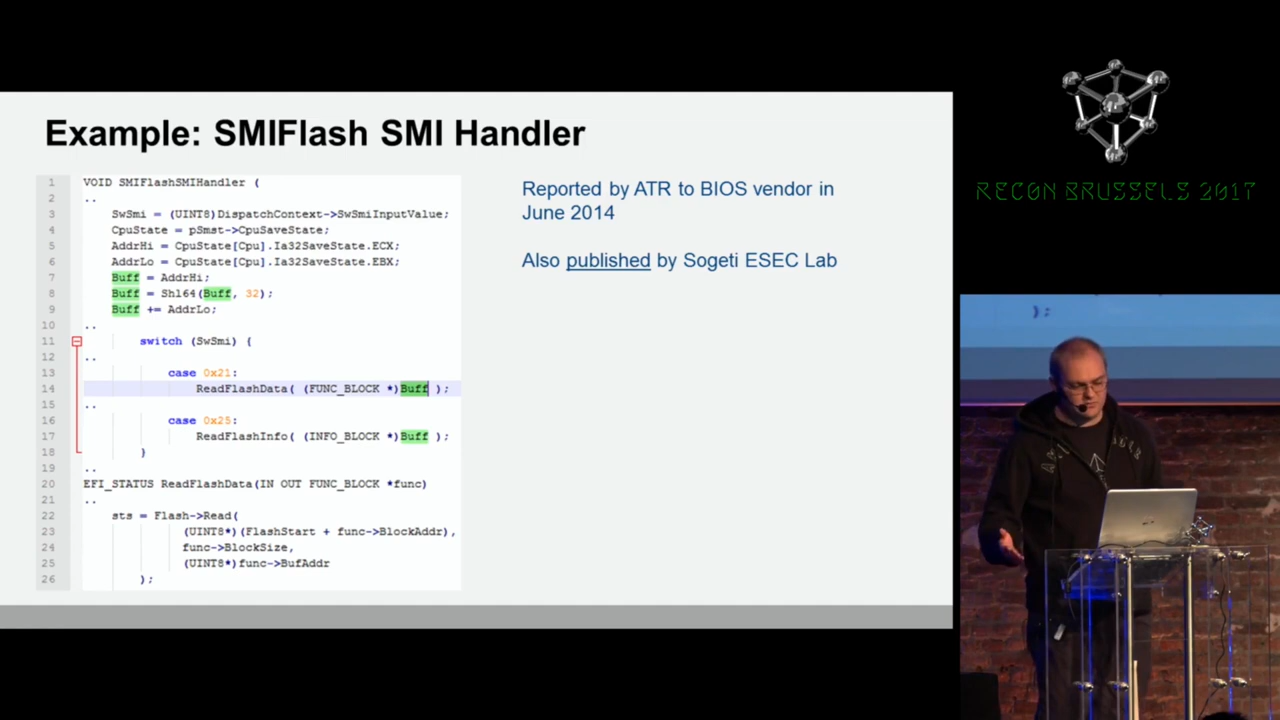 Example: SMIFlash SMI Handler
1 VOID SMIFlashSMIHandler (
2 ..
3 SwSmi = (UINT8)DispatchContext->SwSmiInputValue;
4 CpuState = pSmst->CpuSaveState;
5 AddrHi = CpuState[Cpu].Ia32SaveState.ECX;
6 AddrLo = CpuState[Cpu].Ia32SaveState.EBX;
7 Buff = AddrHi;
8 Buff = Shl64(Buff, 32);
9 Buff += AddrLo;
10 ..
11 switch (SwSmi) {
12 ..
13 case 0x21:
14 ReadFlashData( (FUNC_BLOCK *)Buff );
15 ..
16 case 0x25:
17 ReadFlashInfo( (INFO_BLOCK *)Buff );
18 }
19 ..
20 EFI_STATUS ReadFlashData(IN OUT FUNC_BLOCK *func)
21 ..
22 sts = Flash->Read(
23 (UINT8*)(FlashStart + func->BlockAddr),
24 func->BlockSize,
25 (UINT8*)func->BufAddr
26 );
Reported by ATR to BIOS vendor in
June 2014
Also published by Sogeti ESEC Lab
RECON BRUSSELS 2017
);